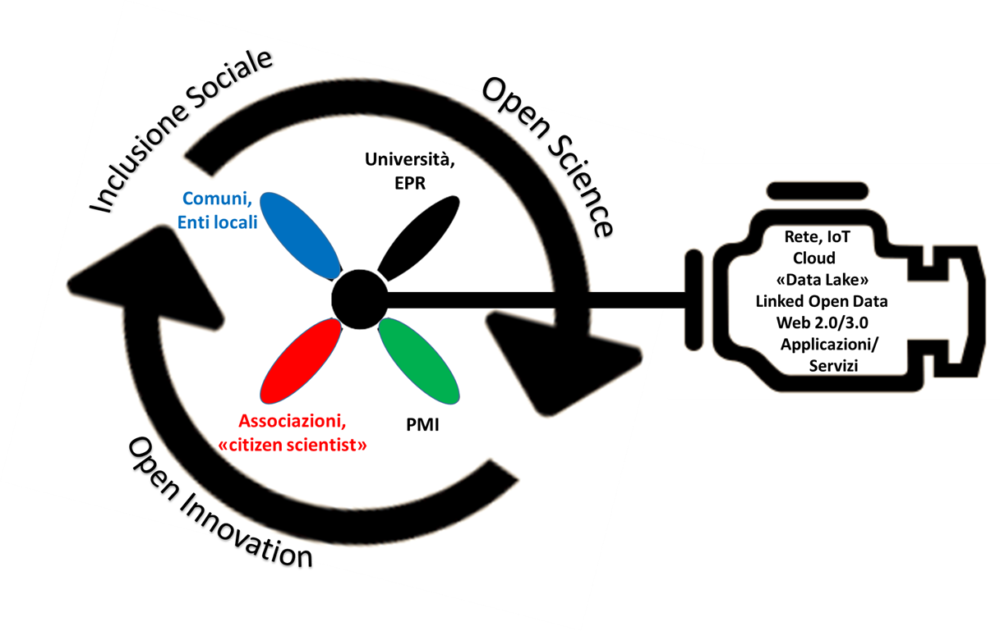 Inclusione Sociale
Open Science
Università,
EPR
Comuni,
Enti locali
Associazioni,
«citizen scientist»
PMI
Open Innovation
Rete, IoT
Cloud
«Data Lake»
Linked Open Data
Web 2.0/3.0
Applicazioni/
Servizi